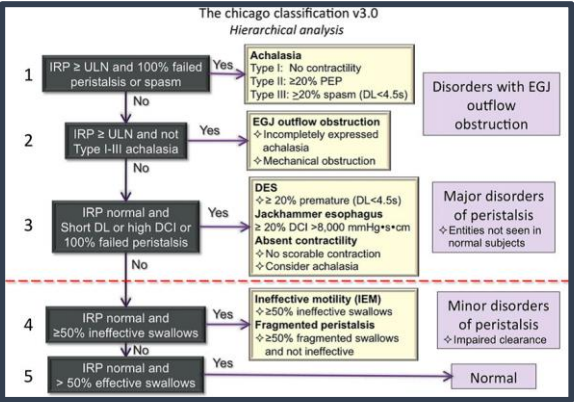 The chicago classification v3.0
Hierarchical analysis
1
IRP ≥ ULN and 100% failed
peristalsis or spasm
Yes
Achalasia
Type I: No contractility
Type II: ≥20% PEP
Type III: ≥20% spasm (DL<4.5s)
Disorders with EGJ
outflow
obstruction
No
2
IRP ≥ ULN and not
Type I-III achalasia
Yes
EGJ outflow obstruction
✧Incompletely expressed
achalasia
✧Mechanical obstruction
No
3
IRP normal and
Short DL or high DCI or
100% failed peristalsis
Yes
DES
✧≥ 20% premature (DL<4.5s)
Jackhammer esophagus
≥ 20% DCI >8,000 mmHg•s•cm
Absent contractility
✧No scorable contraction
✧Consider achalasia
Major disorders
of peristalsis
✧Entities not seen in
normal subjects
No
4
IRP normal and
≥50% ineffective swallows
Yes
Ineffective motility (IEM)
✧≥50% ineffective swallows
Fragmented peristalsis
✧≥50% fragmented swallows
and not ineffective
Minor disorders
of peristalsis
✧Impaired clearance
No
5
IRP normal and
> 50% effective swallows
Yes
Normal